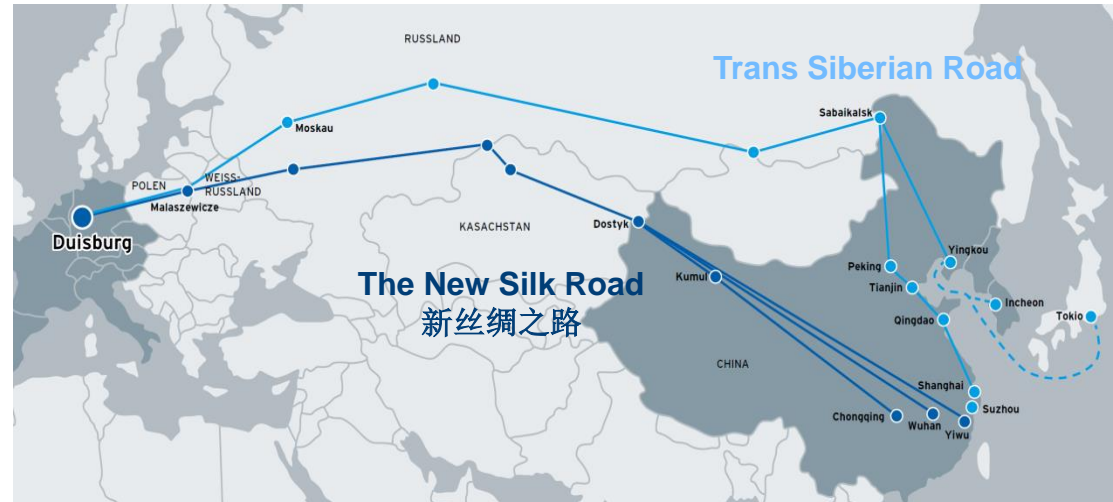 RUSSLAND
Trans Siberian Road
Sabaikalsk
Moskau
POLEN
WEISS-
RUSSLAND
Malaszewicze
Duisburg
KASACHSTAN
Dostyk
Yingkou
Peking
Kumul
Tianjin
The New Silk Road
新丝绸之路
Incheon
Tokio
Qingdao
CHINA
Shanghai
Suzhou
Chongqing
Wuhan
Yiwu